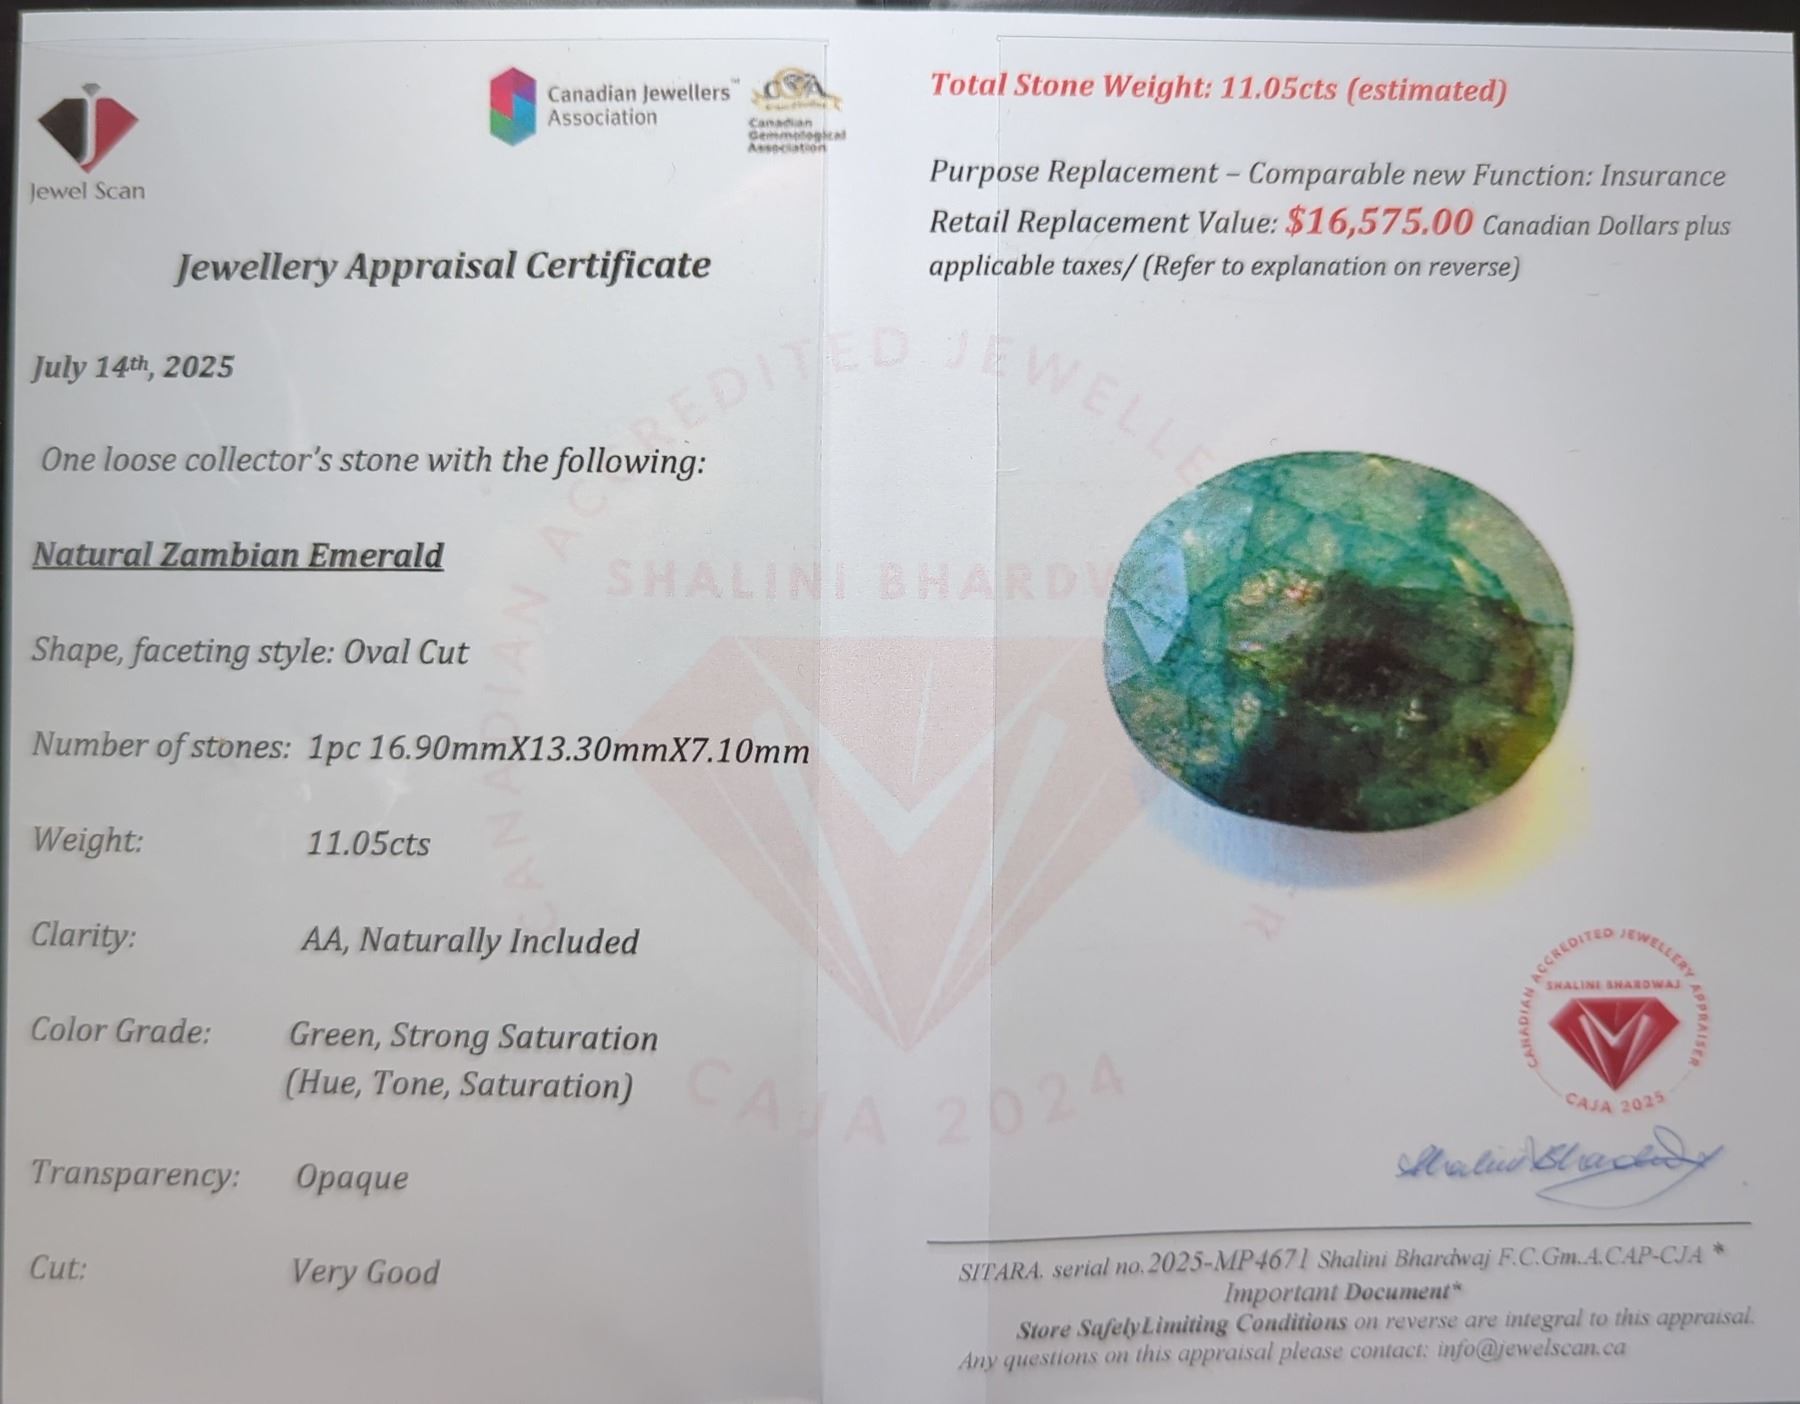 Jewel Scan
Canadian Jewellers™
Association
CGA
Canadian
Gemmological
Association
Jewellery Appraisal Certificate
July 14th, 2025
One loose collector's stone with the following:
Natural Zambian Emerald
Shape, faceting style: Oval Cut
Number of stones: 1pc 16.90mmX13.30mmX7.10mm
Weight: 11.05cts
Clarity: AA, Naturally Included
Color Grade: Green, Strong Saturation
(Hue, Tone, Saturation)
Transparency: Opaque
Cut: Very Good
Total Stone Weight: 11.05cts (estimated)
Purpose Replacement – Comparable new Function: Insurance
Retail Replacement Value: $16,575.00 Canadian Dollars plus
applicable taxes/ (Refer to explanation on reverse)
CANADIAN ACCREDITED JEWELLE R
SHALINI BHARDWA
CAJA 2024
CANADIAN ACCREDITED JEWELLERY APPRAISER
SHALINI BHARDWAJ
CAJA 2025
Shalini Bhardwaj
SITARA. serial no.2025-MP4671 Shalini Bhardwaj F.C.Gm.A.CAP-CJA *
Important Document*
Store SafelyLimiting Conditions on reverse are integral to this appraisal.
Any questions on this appraisal please contact: info@jewelscan.ca